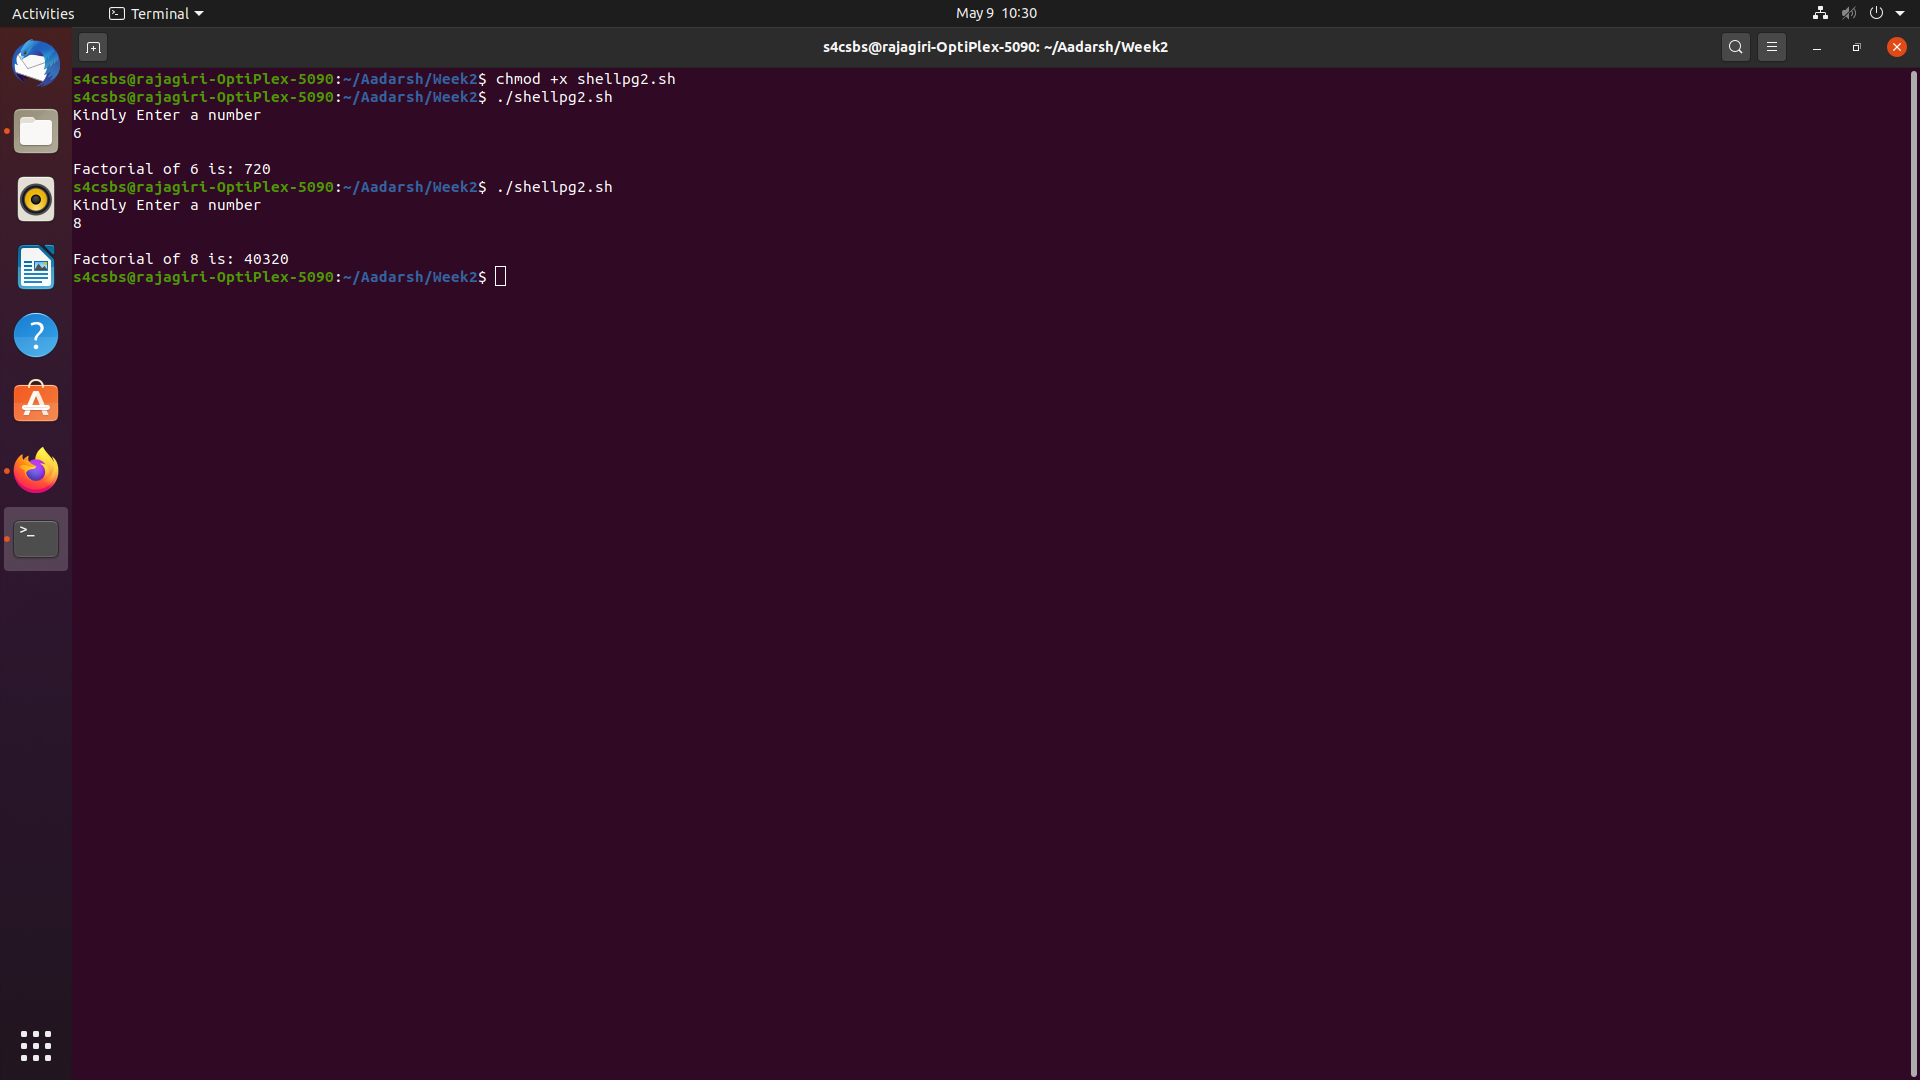 Activities
Terminal
May 9 10:30
s4csbs@rajagiri-OptiPlex-5090: ~/Aadarsh/Week2
s4csbs@rajagiri-OptiPlex-5090:~/Aadarsh/Week2$ chmod +x shellpg2.sh
s4csbs@rajagiri-OptiPlex-5090:~/Aadarsh/Week2$ ./shellpg2.sh
Kindly Enter a number
6
Factorial of 6 is: 720
s4csbs@rajagiri-OptiPlex-5090:~/Aadarsh/Week2$ ./shellpg2.sh
Kindly Enter a number
8
Factorial of 8 is: 40320
s4csbs@rajagiri-OptiPlex-5090:~/Aadarsh/Week2$